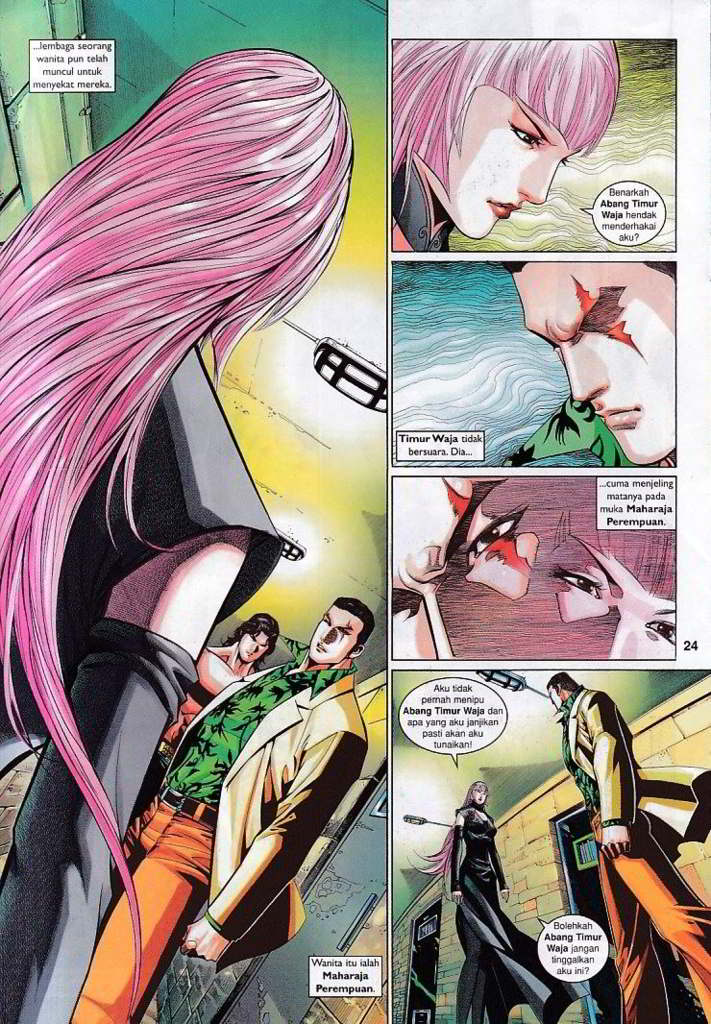 ...lembaga seorang
wanita pun telah
muncul untuk
menyekat mereka.
Wanita itu ialah
Maharaja
Perempuan.
Benarkah
Abang Timur
Waja hendak
menderhakai
aku?
Timur Waja tidak
bersuara. Dia...
...cuma menjeling
matanya pada
muka Maharaja
Perempuan.
24
Aku tidak
pernah menipu
Abang Timur Waja dan
apa yang aku janjikan
pasti akan aku
tunaikan!
Bolehkah
Abang Timur
Waja jangan
tinggalkan
aku ini?